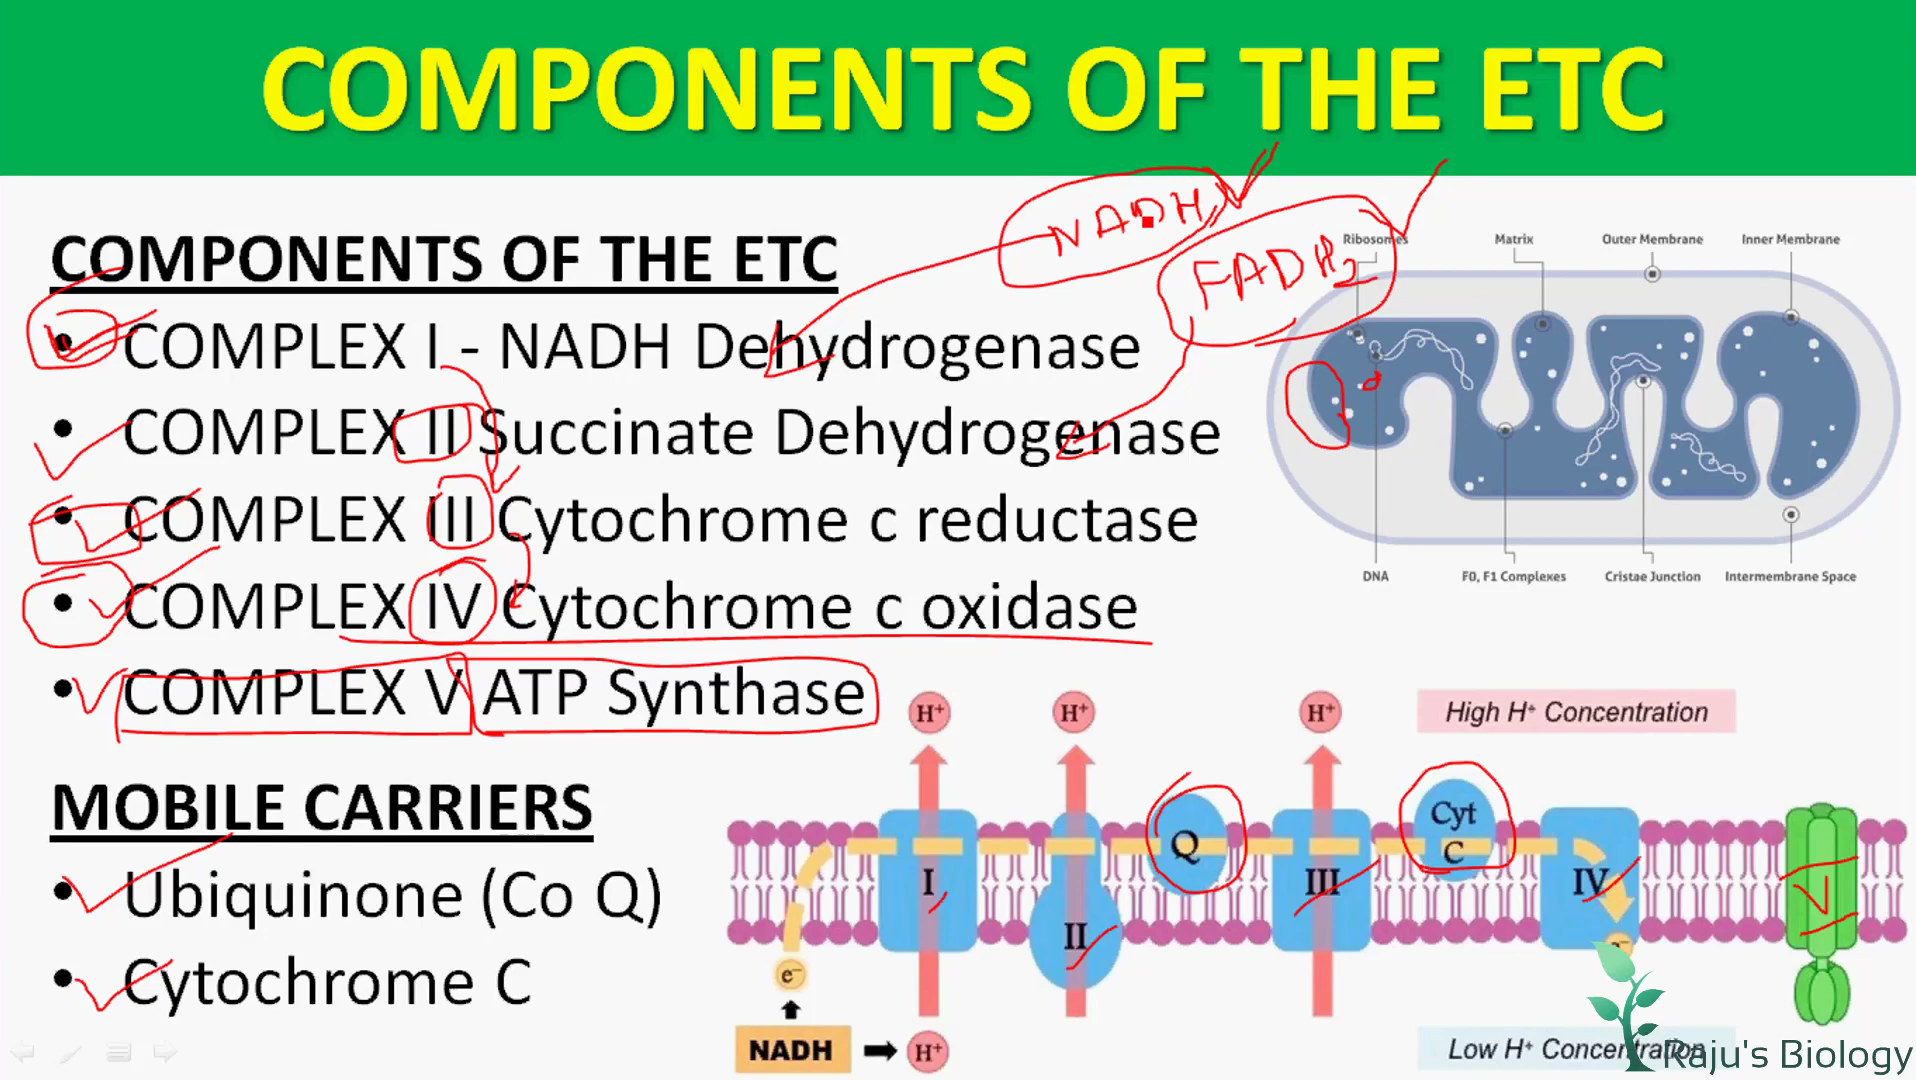 COMPONENTS OF THE ETC
NADH
FADH2
COMPONENTS OF THE ETC
• COMPLEX I - NADH Dehydrogenase
• COMPLEX II Succinate Dehydrogenase
• COMPLEX III Cytochrome c reductase
• COMPLEX IV Cytochrome c oxidase
• COMPLEX V ATP Synthase
MOBILE CARRIERS
• Ubiquinone (Co Q)
• Cytochrome C
Ribosomes
Matrix
Outer Membrane
Inner Membrane
DNA
F0, F1 Complexes
Cristae Junction
Intermembrane Space
H+
H+
H+
High H+ Concentration
I
II
Q
III
Cyt
C
IV
V
e-
e-
NADH
H+
Low H+ Concentration
Raju's Biology